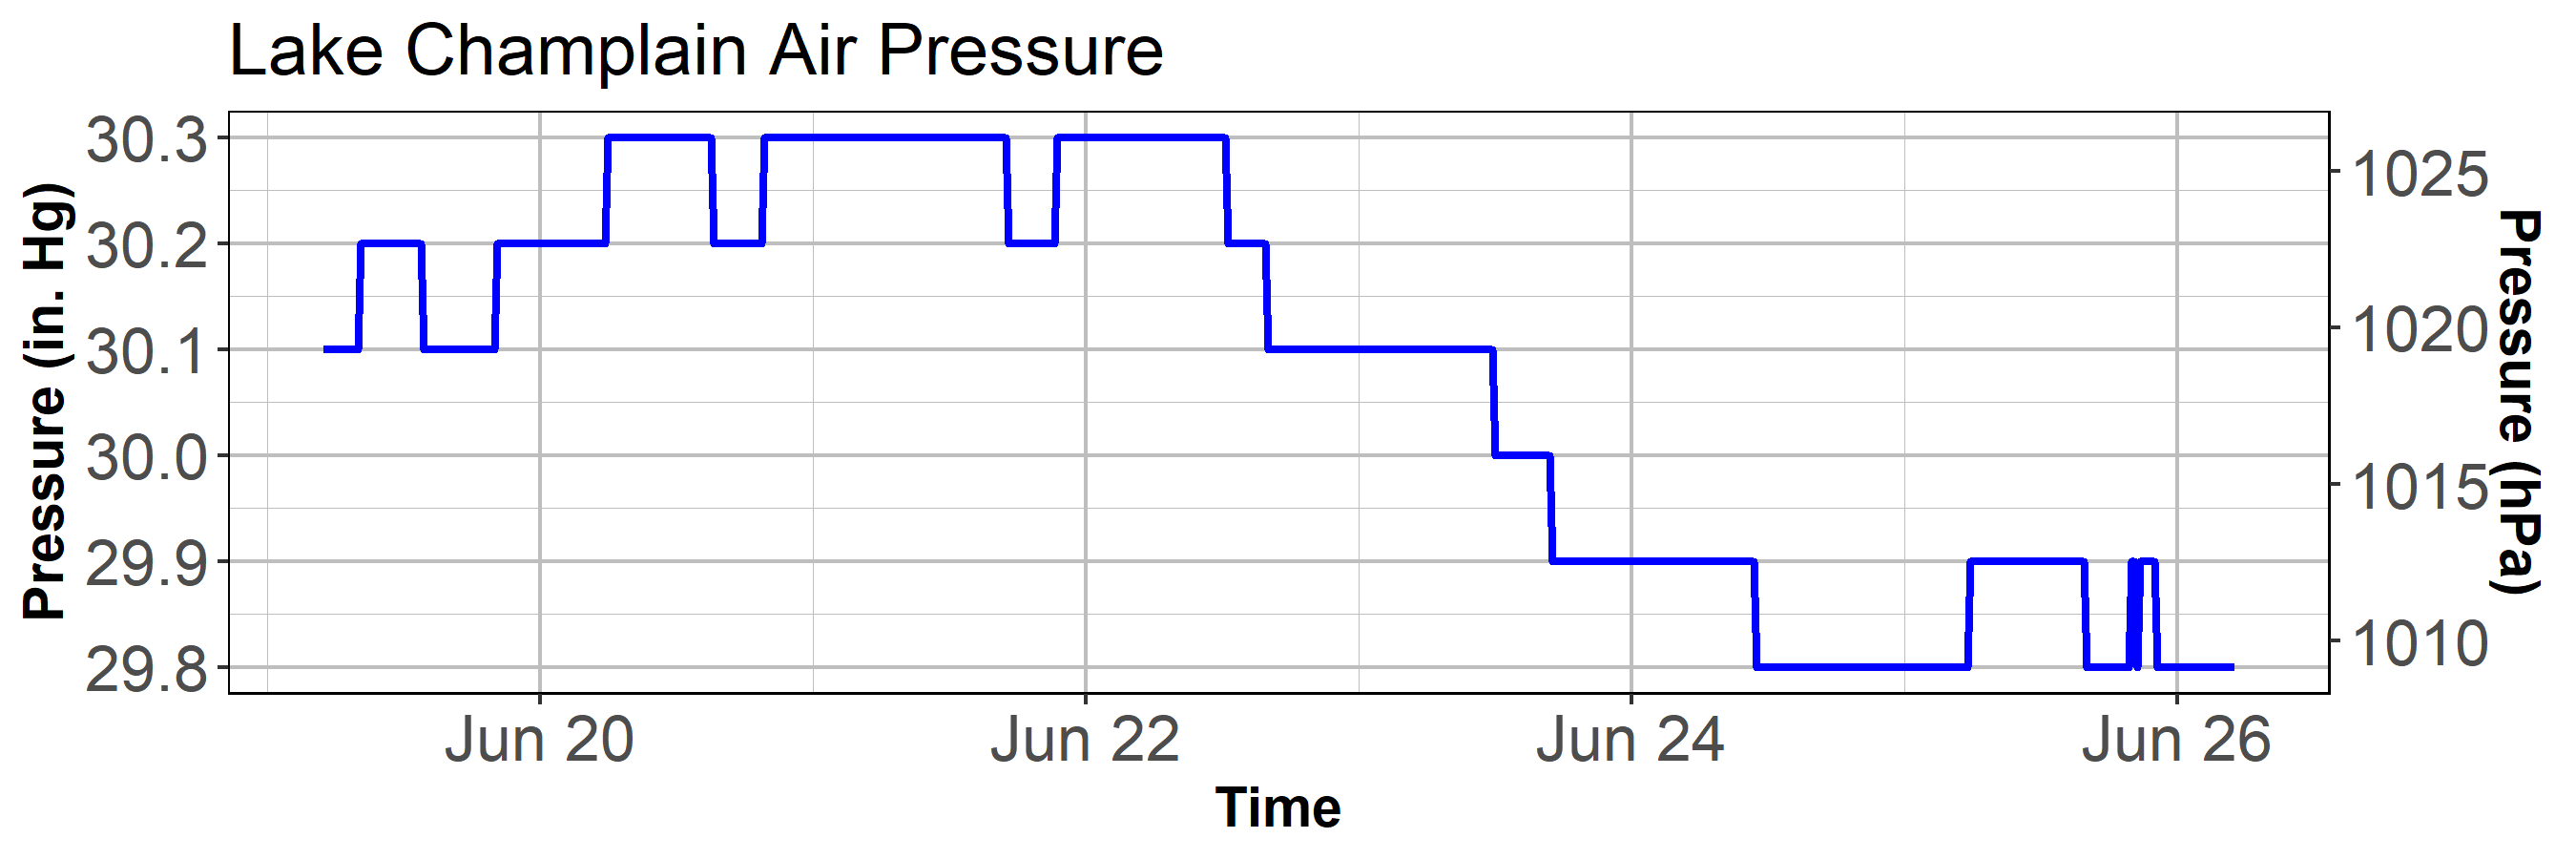 Lake Champlain Air Pressure
Pressure (in. Hg)
30.3
30.2
30.1
30.0
29.9
29.8
1025
1020
1015
1010
Pressure (hPa)
Jun 20 Jun 22 Jun 24 Jun 26
Time